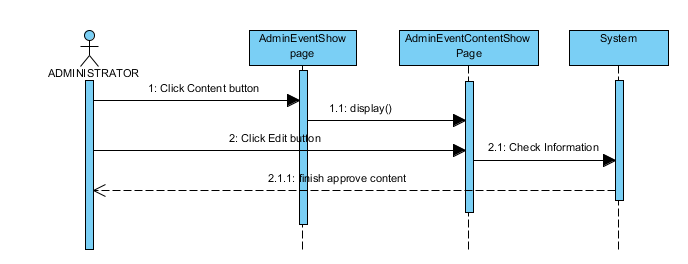 AdminEventShow
page
AdminEventContentShow
Page
System
ADMINISTRATOR
1: Click Content button
1.1: display()
2: Click Edit button
2.1: Check Information
2.1.1: finish approve content